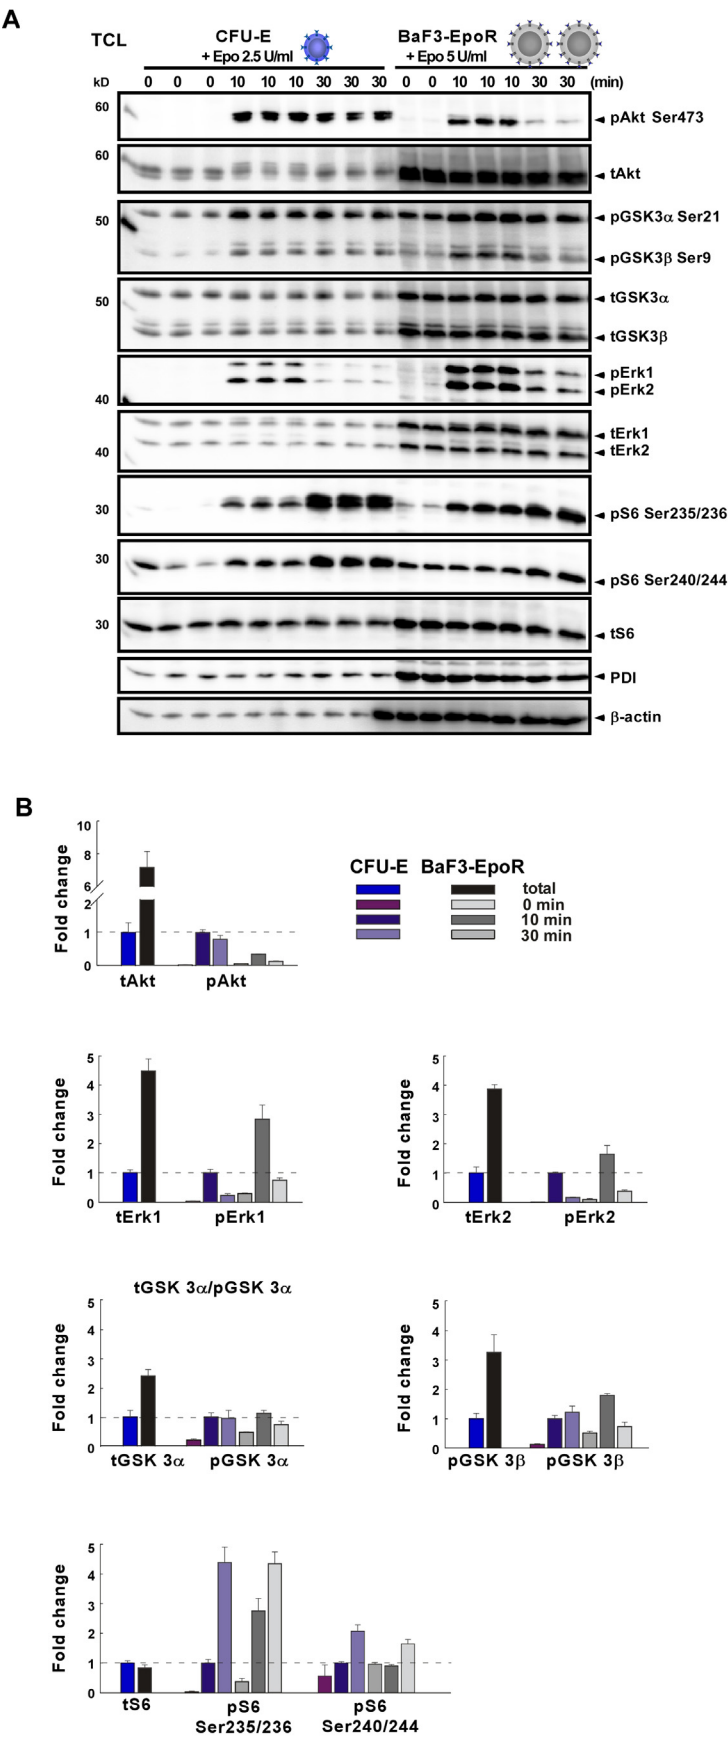 A
TCL CFU-E BaF3-EpoR
+ Epo 2.5 U/ml + Epo 5 U/ml
kD 0 0 0 10 10 10 30 30 30 0 0 10 10 10 30 30 (min)
60 pAkt Ser473
60 tAkt
50 pGSK3α Ser21
pGSK3β Ser9
50 tGSK3α
tGSK3β
pErk1
40 pErk2
tErk1
40 tErk2
30 pS6 Ser235/236
30 pS6 Ser240/244
30 tS6
PDI
β-actin
B
Fold change
10
8
6
2
1
0
tAkt pAkt
CFU-E BaF3-EpoR
total
0 min
10 min
30 min
Fold change
5
4
3
2
1
0
tErk1 pErk1
Fold change
5
4
3
2
1
0
tErk2 pErk2
tGSK 3α/pGSK 3α
Fold change
5
4
3
2
1
0
tGSK 3α pGSK 3α
Fold change
5
4
3
2
1
0
pGSK 3β pGSK 3β
Fold change
5
4
3
2
1
0
tS6 pS6 pS6
Ser235/236 Ser240/244